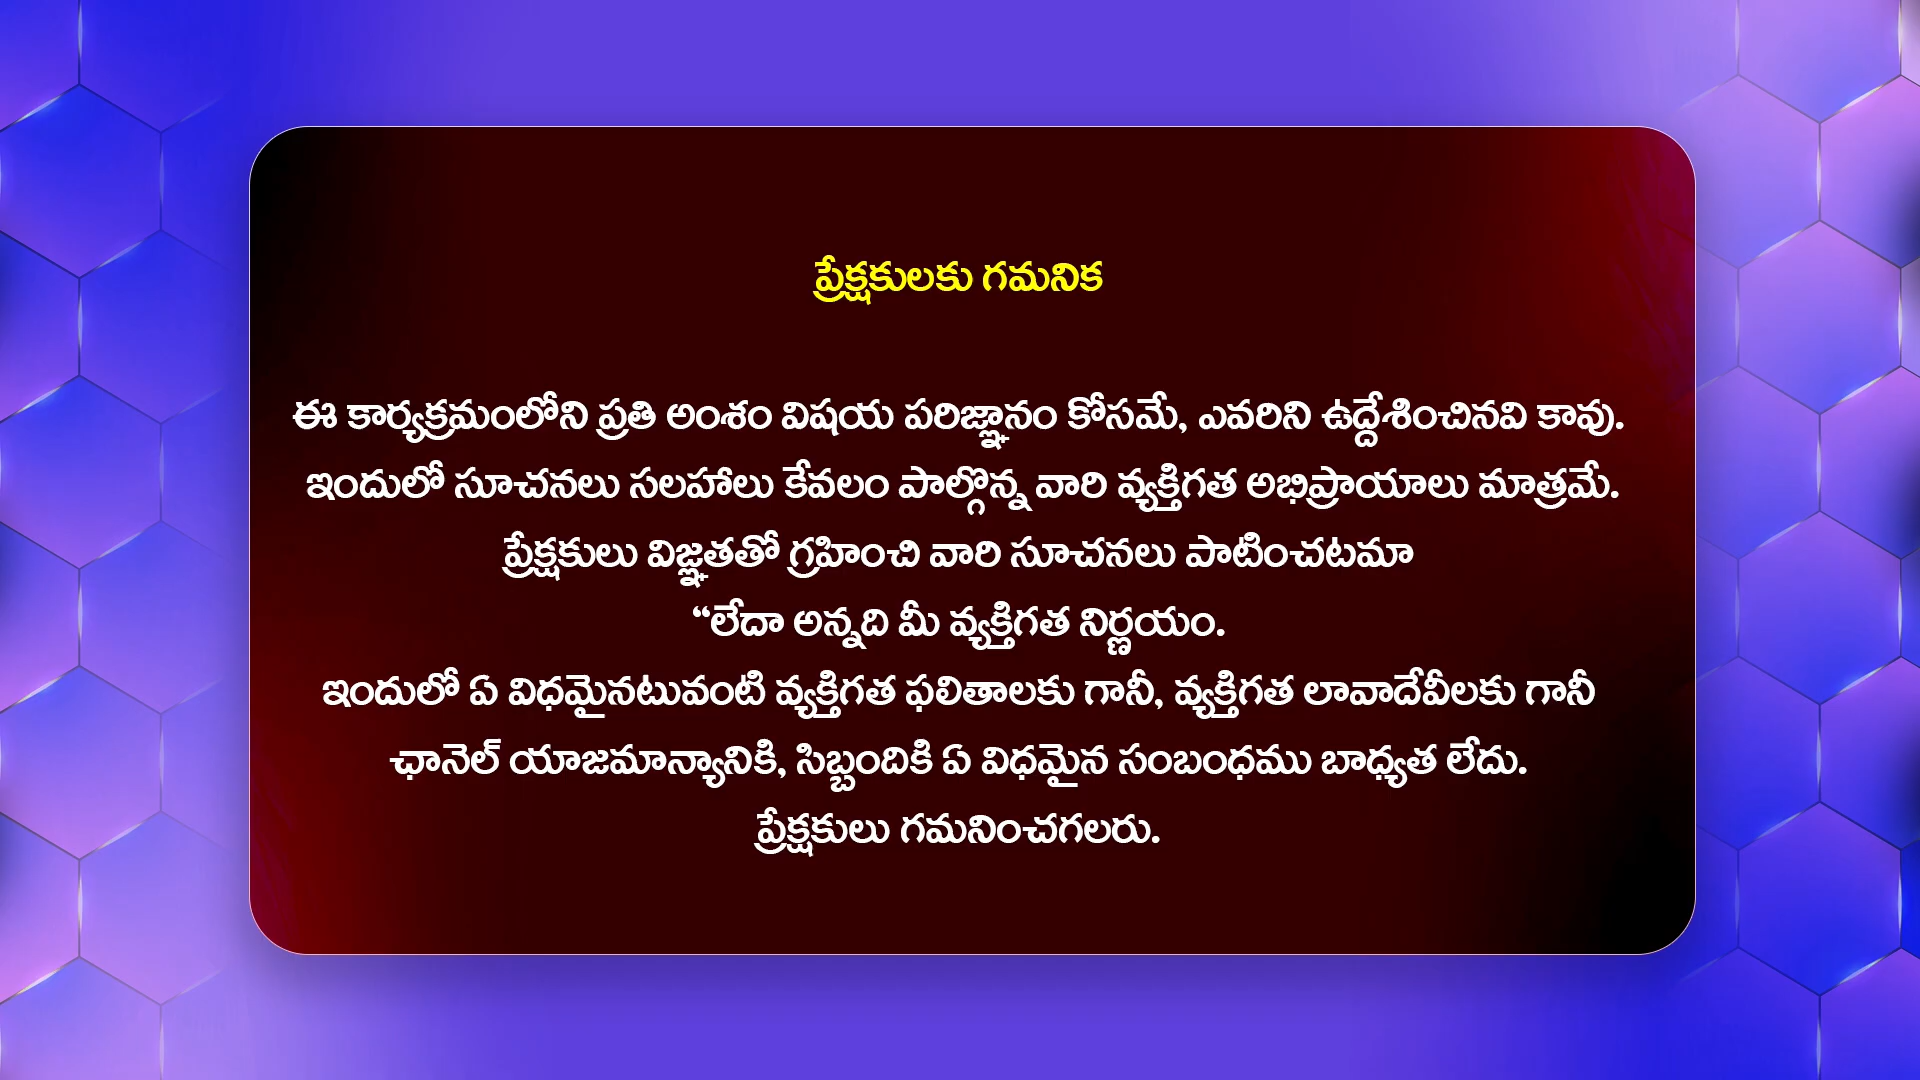 ప్రేక్షకులకు గమనిక
ఈ కార్యక్రమంలోని ప్రతి అంశం విషయ పరిజ్ఞానం కోసమే, ఎవరిని ఉద్దేశించినవి కావు.
ఇందులో సూచనలు సలహాలు కేవలం పాల్గొన్న వారి వ్యక్తిగత అభిప్రాయాలు మాత్రమే.
ప్రేక్షకులు విజ్ఞతతో గ్రహించి వారి సూచనలు పాటించటమా
“లేదా అన్నది మీ వ్యక్తిగత నిర్ణయం.
ఇందులో ఏ విధమైనటువంటి వ్యక్తిగత ఫలితాలకు గానీ, వ్యక్తిగత లావాదేవీలకు గానీ
ఛానెల్ యాజమాన్యానికి, సిబ్బందికి ఏ విధమైన సంబంధము బాధ్యత లేదు.
ప్రేక్షకులు గమనించగలరు.